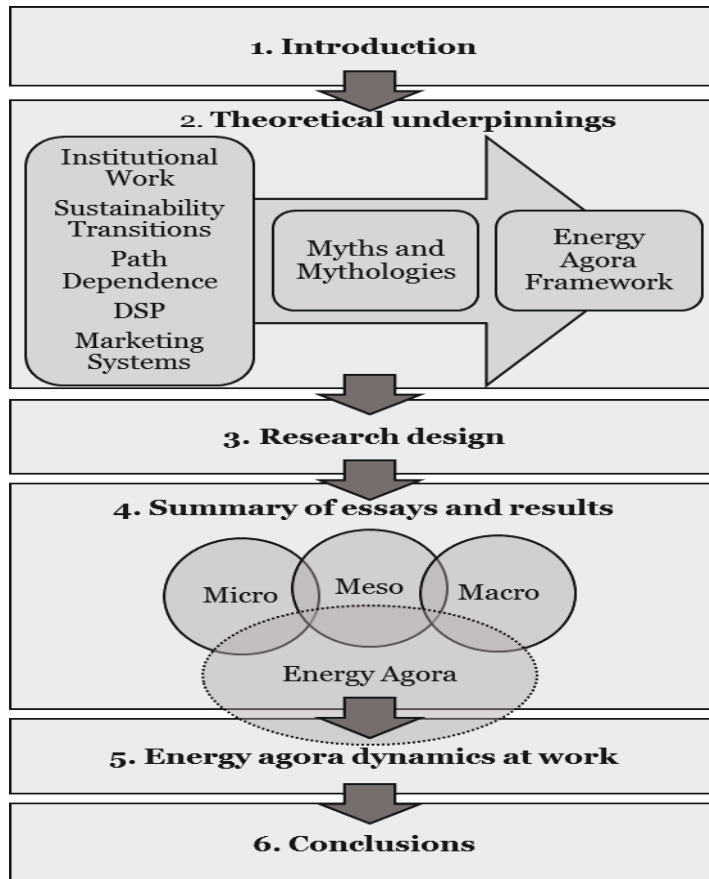 1. Introduction
2. Theoretical underpinnings
Institutional
Work
Sustainability
Transitions
Path
Dependence
DSP
Marketing
Systems
Myths and
Mythologies
Energy
Agora
Framework
3. Research design
4. Summary of essays and results
Micro
Meso
Macro
Energy Agora
5. Energy agora dynamics at work
6. Conclusions